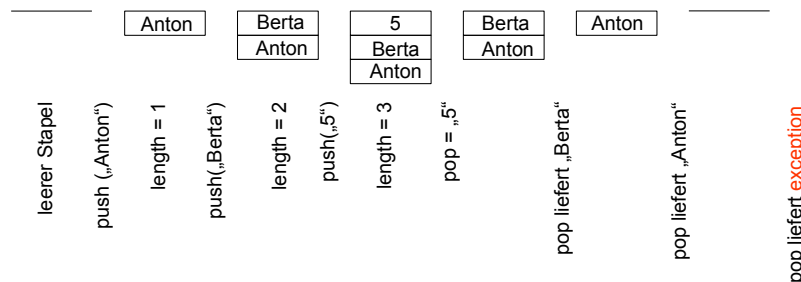 Anton
Berta
Anton
5
Berta
Anton
Berta
Anton
Anton
leerer Stapel
push („Anton“)
length = 1
push(„Berta“)
length = 2
push(„5“)
length = 3
pop = „5“
pop liefert „Berta“
pop liefert „Anton“
pop liefert exception